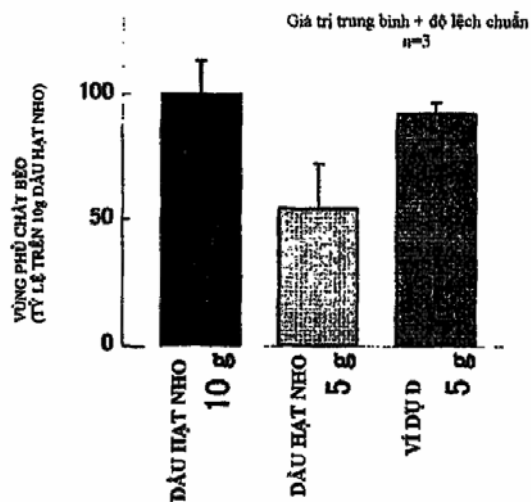 Giá trị trung bình + độ lệch chuẩn
n=3
VÙNG PHỦ CHẤT BÉO
(TỶ LỆ TRÊN 10g DẦU HẠT NHO)
100
50
0
DẦU HẠT NHO
10 g
DẦU HẠT NHO
5 g
VÍ DỤ D
5 g